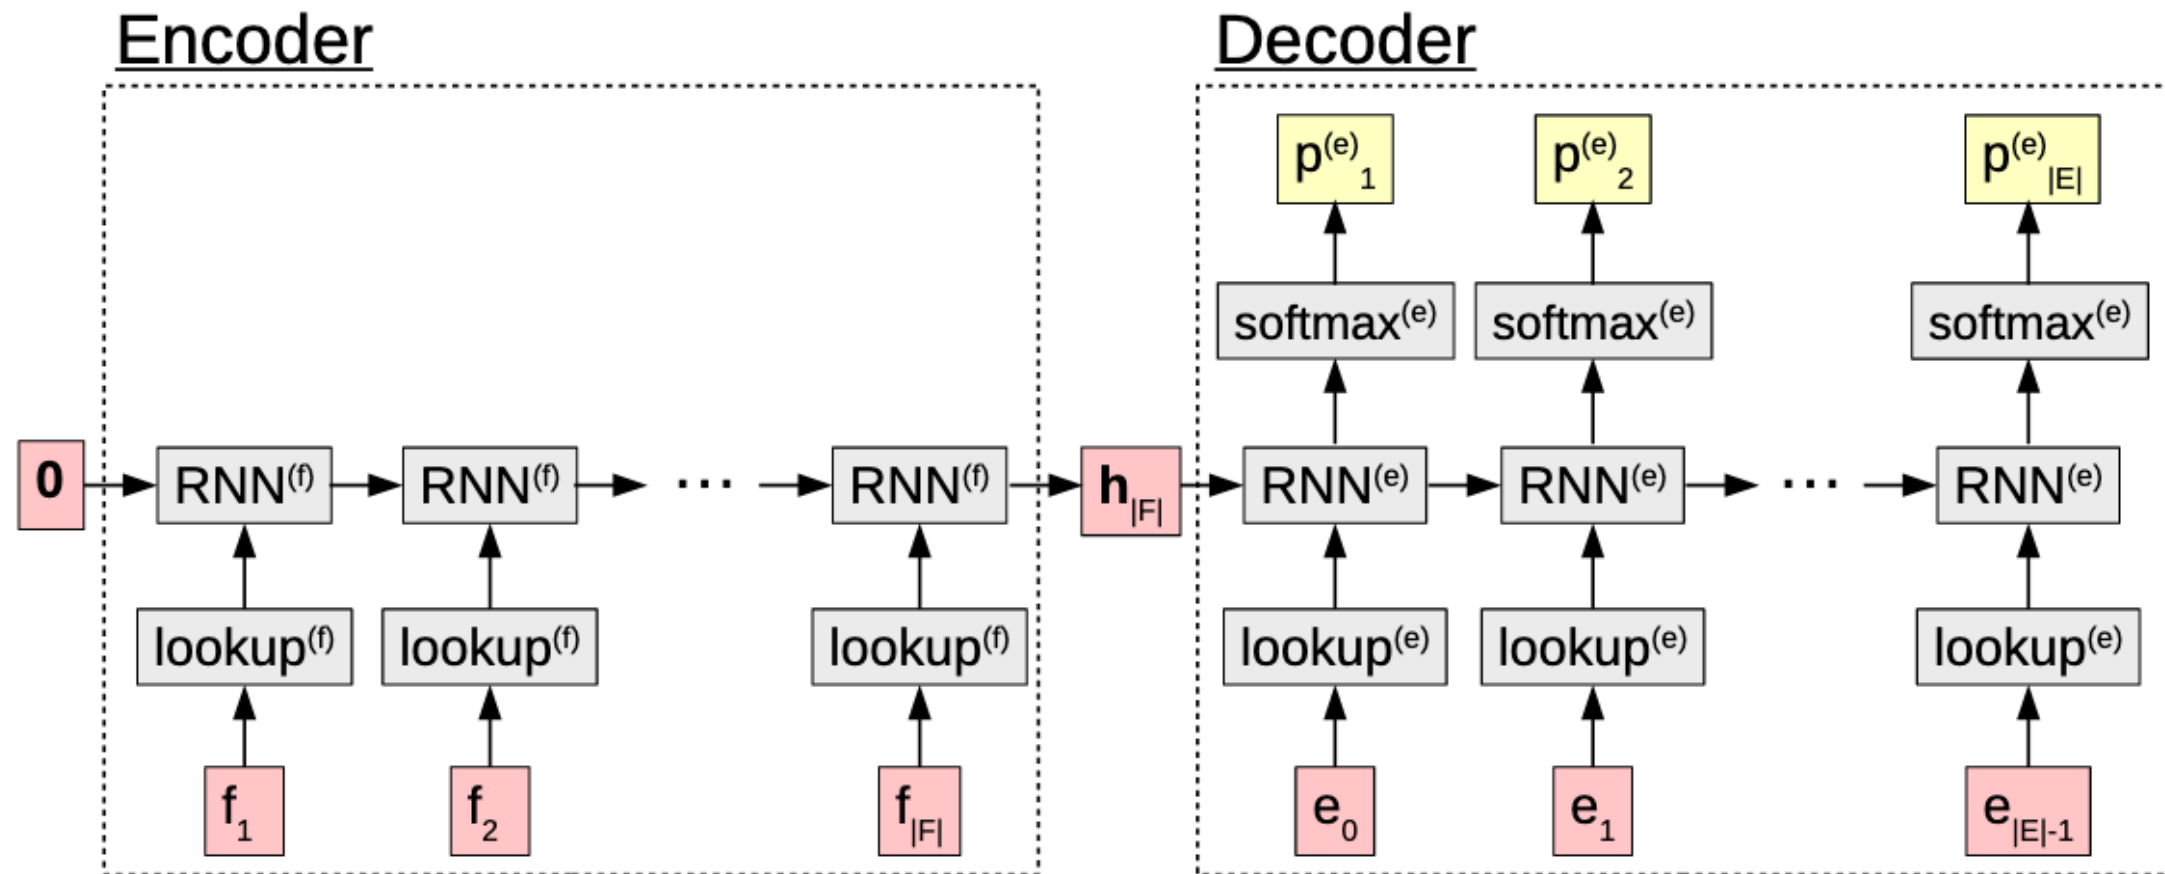 Encoder Decoder
p(e)1 p(e)2 p(e)|E|
softmax(e) softmax(e) softmax(e)
0 RNN(f) RNN(f) ... RNN(f) h|F| RNN(e) RNN(e) ... RNN(e)
lookup(f) lookup(f) lookup(f) lookup(e) lookup(e) lookup(e)
f1 f2 f|F| e0 e1 e|E|-1